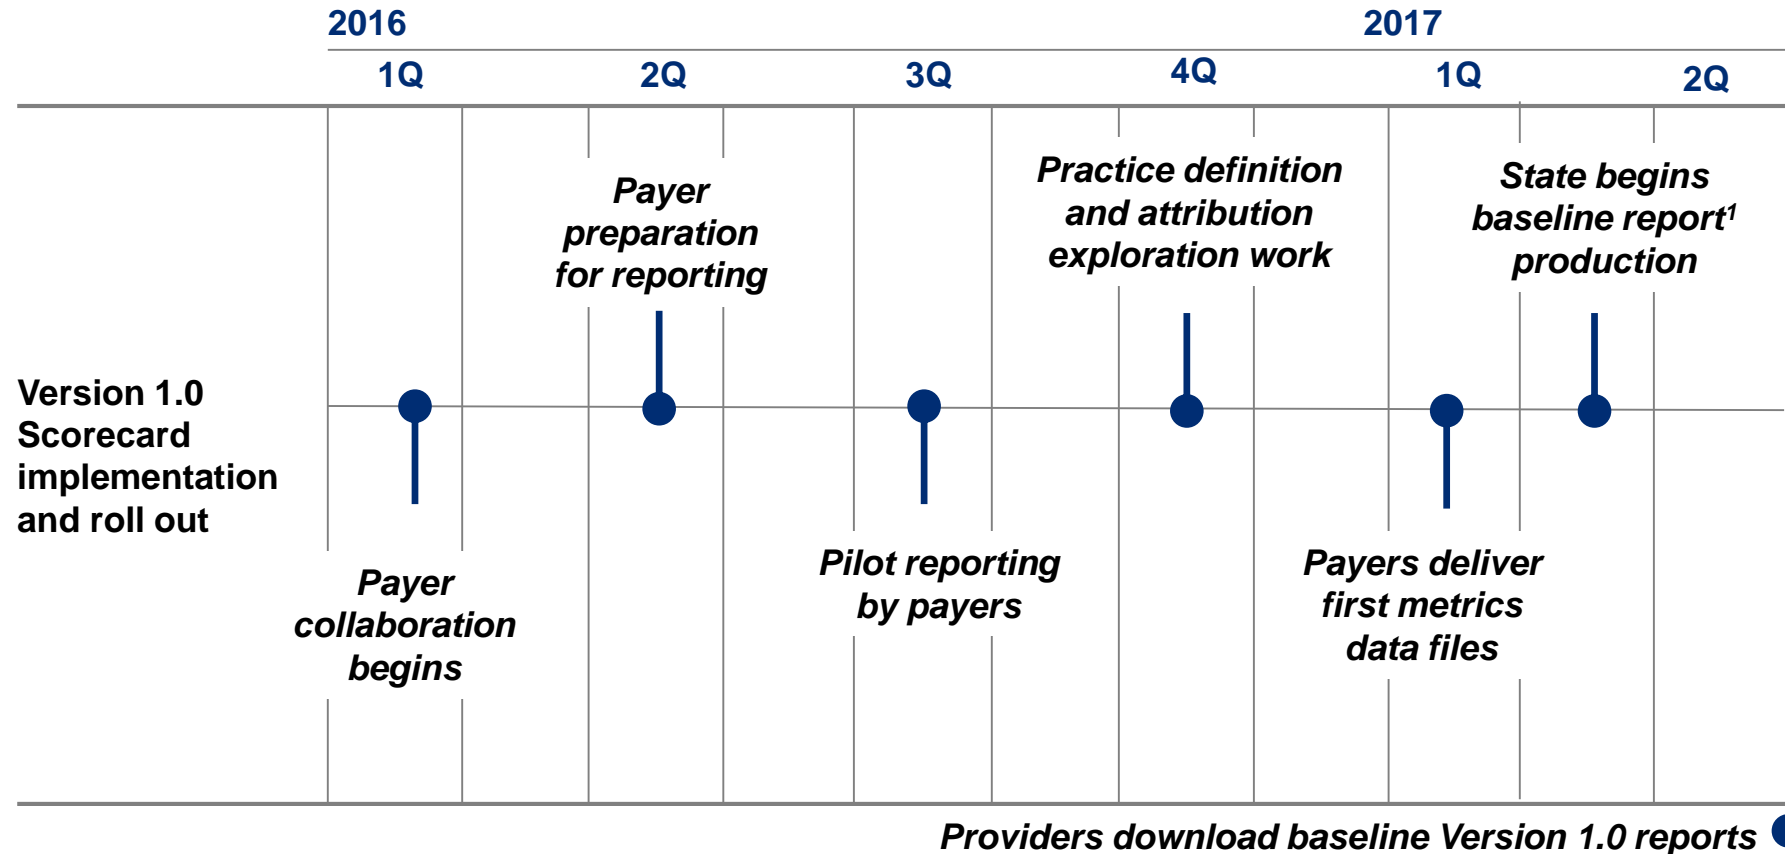 2016
2017
1Q
2Q
3Q
4Q
1Q
2Q
Payer
preparation
for reporting
Practice definition
and attribution
exploration work
State begins
baseline report¹
production
Version 1.0
Scorecard
implementation
and roll out
Payer
collaboration
begins
Pilot reporting
by payers
Payers deliver
first metrics
data files
Providers download baseline Version 1.0 reports